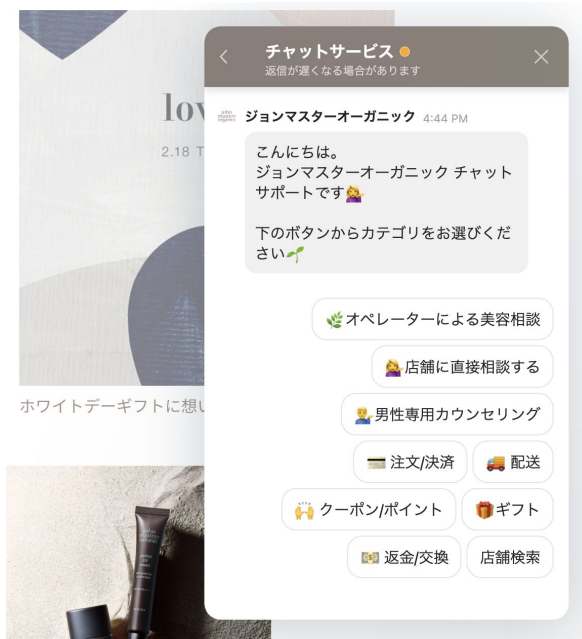 lov
2.18 T
ホワイトデーギフトに想い
チャットサービス
返信が遅くなる場合があります
john
masters
organics
ジョンマスターオーガニック 4:44 PM
こんにちは。
ジョンマスターオーガニック チャット
サポートです
下のボタンからカテゴリをお選びくだ
さい
オペレーターによる美容相談
店舗に直接相談する
男性専用カウンセリング
注文/決済
配送
クーポン/ポイント
ギフト
返金/交換
店舗検索
john
masters
organics